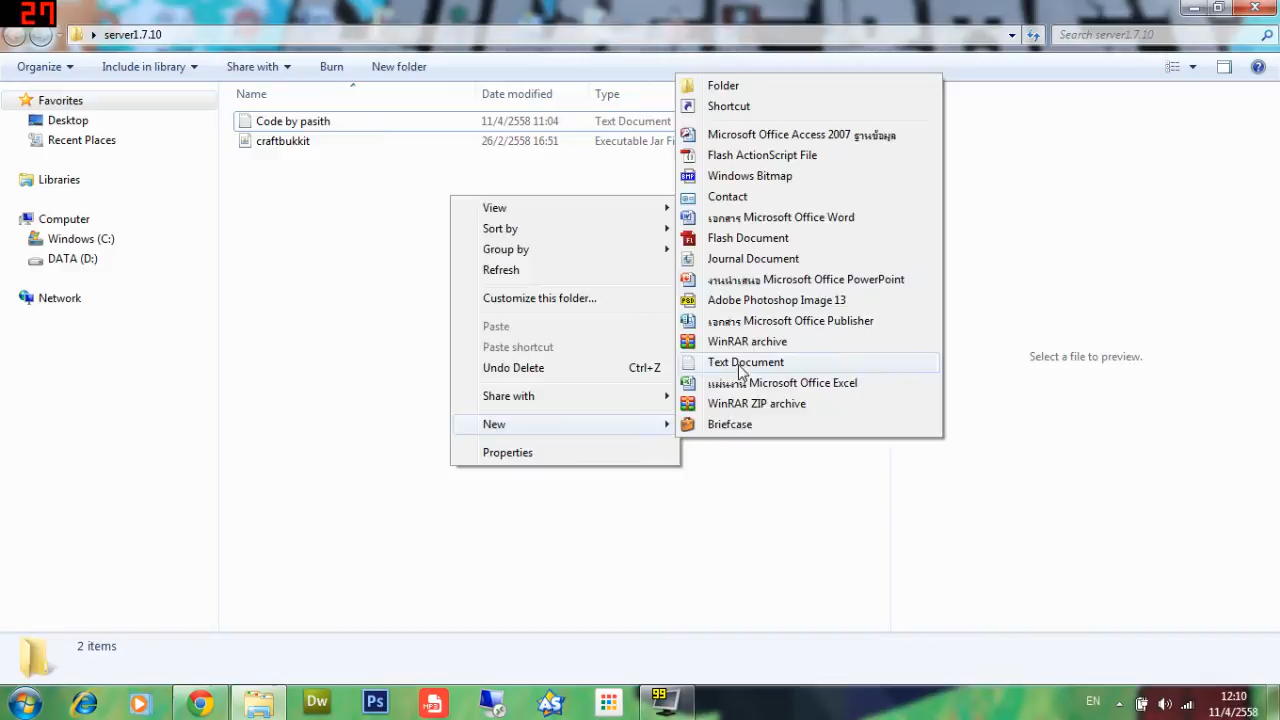 27
server1.7.10
Search server1.7.10
Organize
Include in library
Share with
Burn
New folder
Favorites
Desktop
Recent Places
Libraries
Computer
Windows (C:)
DATA (D:)
Network
Name
Date modified
Type
Code by pasith
11/4/2558 11:04
Text Document
craftbukkit
26/2/2558 16:51
Executable Jar Fi
View
Sort by
Group by
Refresh
Customize this folder...
Paste
Paste shortcut
Undo Delete
Ctrl+Z
Share with
New
Properties
Folder
Shortcut
Microsoft Office Access 2007 ฐานข้อมูล
Flash ActionScript File
Windows Bitmap
Contact
เอกสาร Microsoft Office Word
Flash Document
Journal Document
งานนำเสนอ Microsoft Office PowerPoint
Adobe Photoshop Image 13
เอกสาร Microsoft Office Publisher
WinRAR archive
Text Document
แผ่นงาน Microsoft Office Excel
WinRAR ZIP archive
Briefcase
Select a file to preview.
2 items
Dw
Ps
MP3
99
EN
12:10
11/4/2558